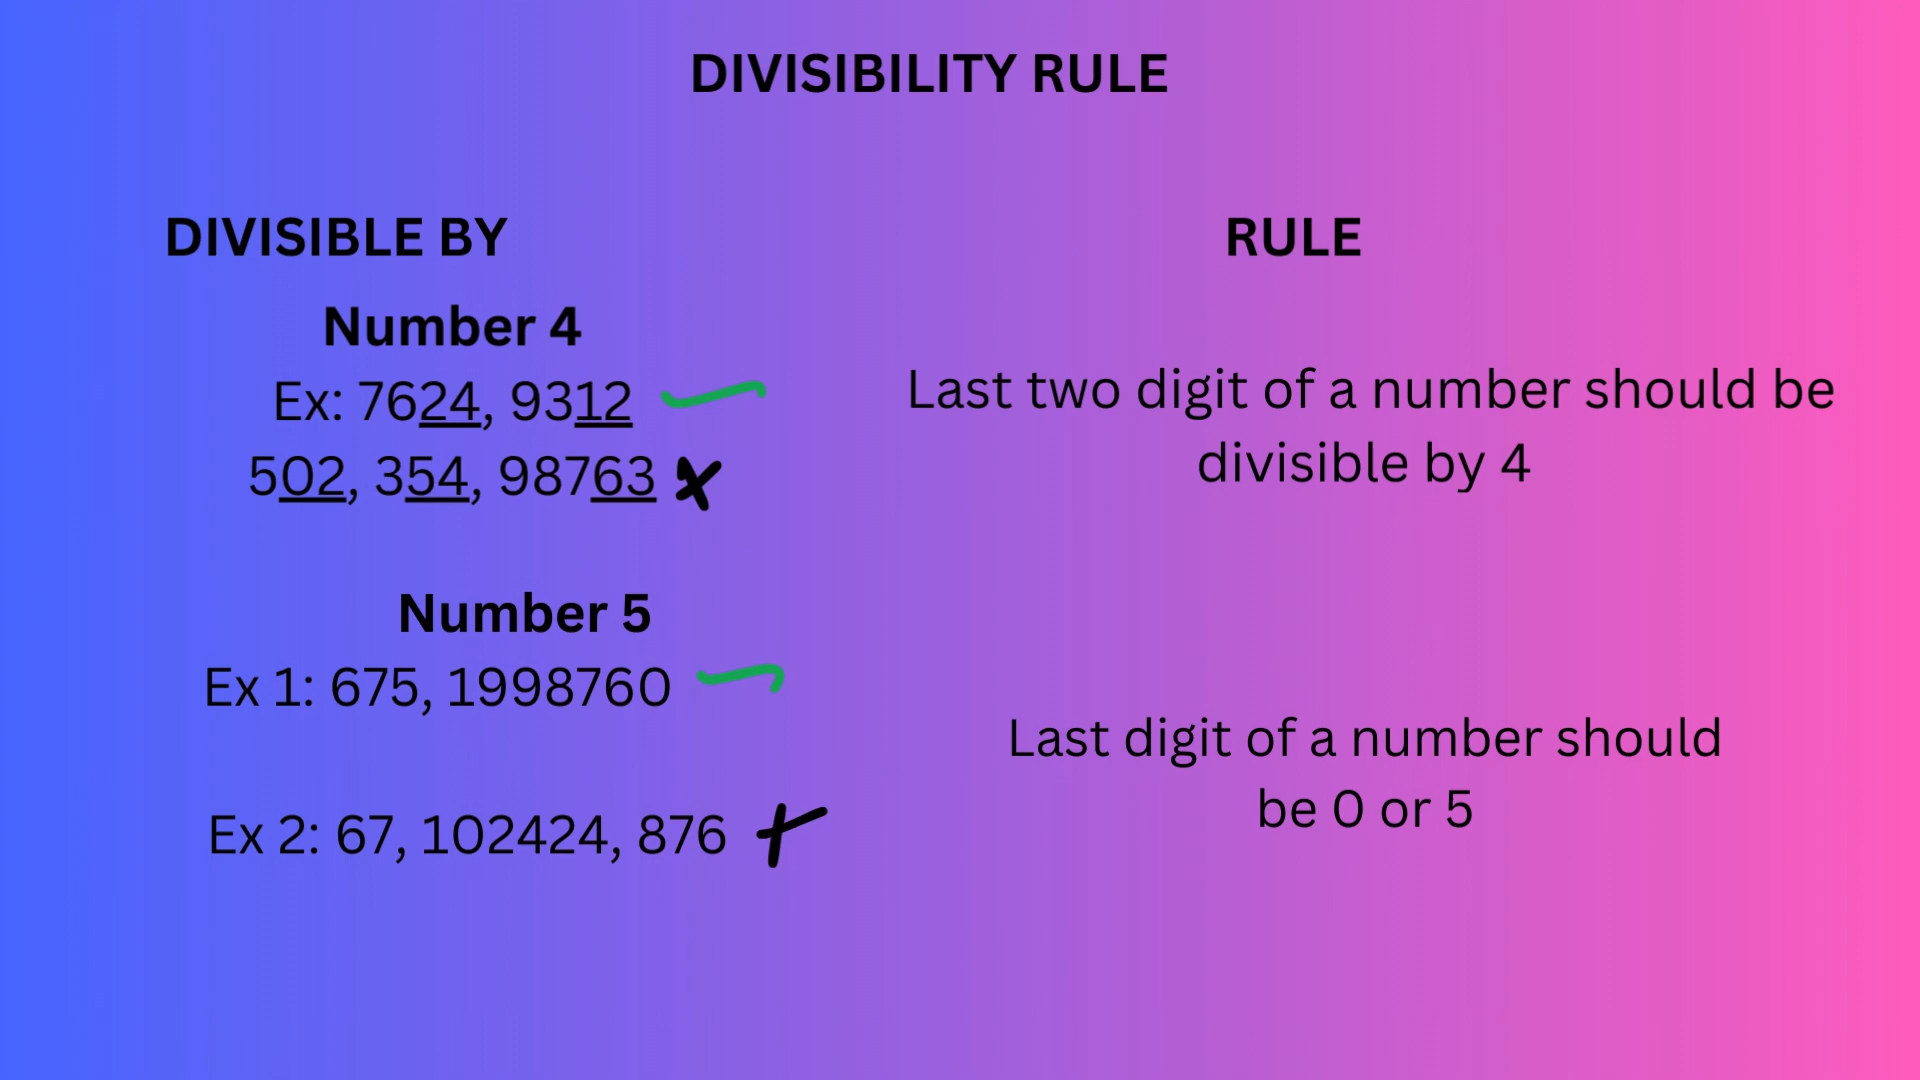 DIVISIBILITY RULE
DIVISIBLE BY
Number 4
Ex: 7624, 9312
502, 354, 98763
Number 5
Ex 1: 675, 1998760
Ex 2: 67, 102424, 876
RULE
Last two digit of a number should be
divisible by 4
Last digit of a number should
be 0 or 5